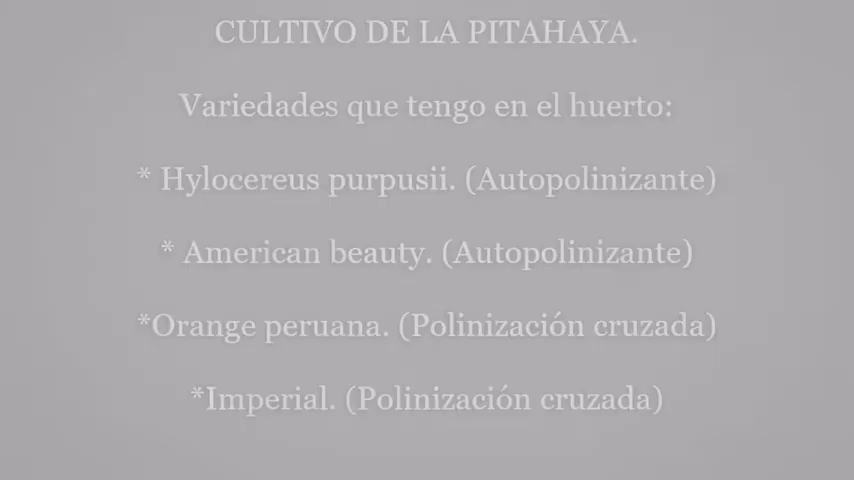 CULTIVO DE LA PITAHAYA.
Variedades que tengo en el huerto:
* Hylocereus purpusii. (Autopolinizante)
* American beauty. (Autopolinizante)
*Orange peruana. (Polinización cruzada)
*Imperial. (Polinización cruzada)